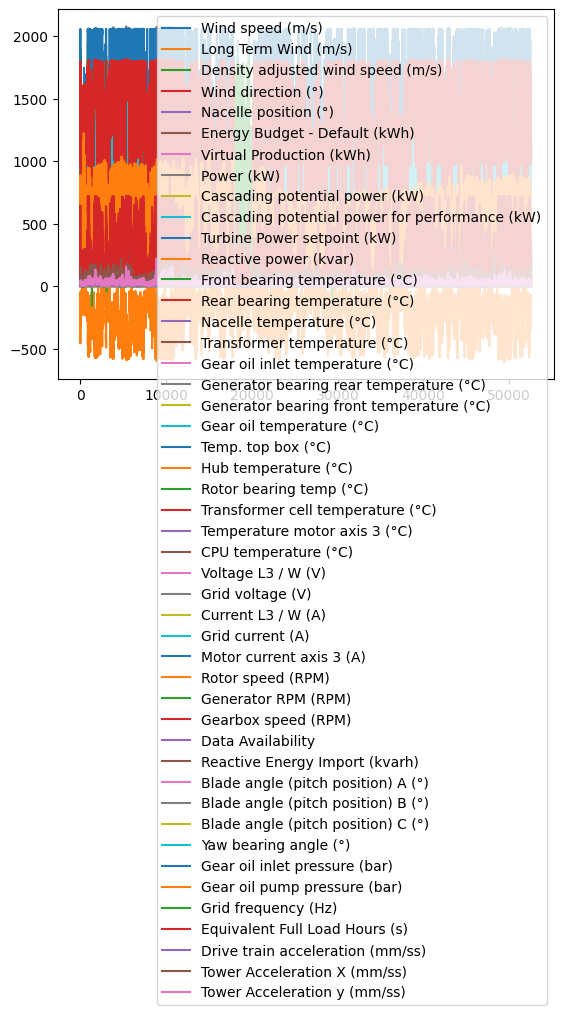 2000
1500
1000
500
0
−500
0
10000
20000
30000
40000
50000
Wind speed (m/s)
Long Term Wind (m/s)
Density adjusted wind speed (m/s)
Wind direction (°)
Nacelle position (°)
Energy Budget - Default (kWh)
Virtual Production (kWh)
Power (kW)
Cascading potential power (kW)
Cascading potential power for performance (kW)
Turbine Power setpoint (kW)
Reactive power (kvar)
Front bearing temperature (°C)
Rear bearing temperature (°C)
Nacelle temperature (°C)
Transformer temperature (°C)
Gear oil inlet temperature (°C)
Generator bearing rear temperature (°C)
Generator bearing front temperature (°C)
Gear oil temperature (°C)
Temp. top box (°C)
Hub temperature (°C)
Rotor bearing temp (°C)
Transformer cell temperature (°C)
Temperature motor axis 3 (°C)
CPU temperature (°C)
Voltage L3 / W (V)
Grid voltage (V)
Current L3 / W (A)
Grid current (A)
Motor current axis 3 (A)
Rotor speed (RPM)
Generator RPM (RPM)
Gearbox speed (RPM)
Data Availability
Reactive Energy Import (kvarh)
Blade angle (pitch position) A (°)
Blade angle (pitch position) B (°)
Blade angle (pitch position) C (°)
Yaw bearing angle (°)
Gear oil inlet pressure (bar)
Gear oil pump pressure (bar)
Grid frequency (Hz)
Equivalent Full Load Hours (s)
Drive train acceleration (mm/ss)
Tower Acceleration X (mm/ss)
Tower Acceleration y (mm/ss)